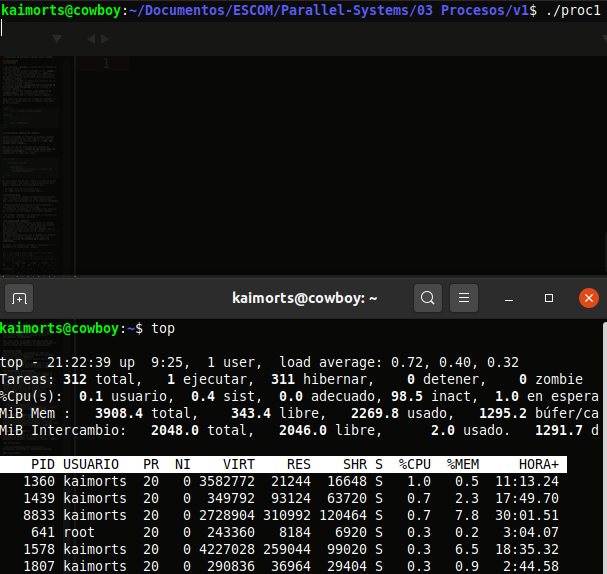 kaimorts@cowboy:~/Documentos/ESCOM/Parallel-Systems/03 Procesos/v1$ ./proc1
1
kaimorts@cowboy: ~
kaimorts@cowboy:~$ top
top - 21:22:39 up  9:25,  1 user,  load average: 0.72, 0.40, 0.32
Tareas: 312 total,   1 ejecutar,  311 hibernar,    0 detener,    0 zombie
%Cpu(s):  0.1 usuario,  0.4 sist,  0.0 adecuado, 98.5 inact,  1.0 en espera
MiB Mem :   3908.4 total,    343.4 libre,   2269.8 usado,   1295.2 búfer/ca
MiB Intercambio:   2048.0 total,   2046.0 libre,      2.0 usado.   1291.7 d
PID USUARIO   PR  NI    VIRT    RES    SHR S  %CPU  %MEM     HORA+
1360 kaimorts  20   0 3582772  21244  16648 S   1.0   0.5  11:13.24
1439 kaimorts  20   0  349792  93124  63720 S   0.7   2.3  17:49.70
8833 kaimorts  20   0 2728904 310992 120464 S   0.7   7.8  30:01.51
641 root      20   0  243360   8184   6920 S   0.3   0.2   3:04.07
1578 kaimorts  20   0 4227028 259044  99020 S   0.3   6.5  18:35.32
1807 kaimorts  20   0  290836  36964  29404 S   0.3   0.9   2:44.58